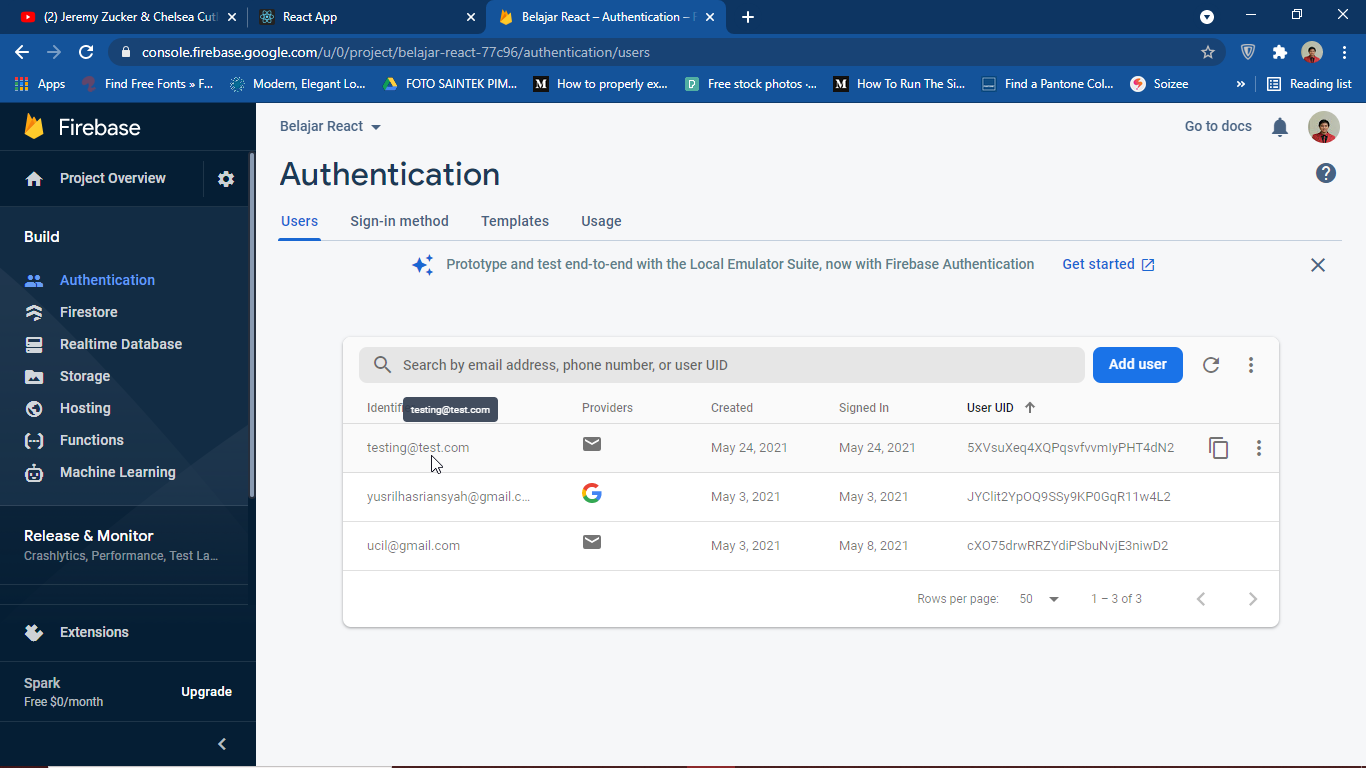 (2) Jeremy Zucker & Chelsea Cutl
React App
Belajar React – Authentication –
console.firebase.google.com/u/0/project/belajar-react-77c96/authentication/users
Apps
Find Free Fonts » F...
Modern, Elegant Lo...
FOTO SAINTEK PIM...
How to properly ex...
Free stock photos -...
How To Run The Si...
Find a Pantone Col...
Soizee
»
Reading list
Firebase
Belajar React
Go to docs
Project Overview
Authentication
Users
Sign-in method
Templates
Usage
Build
Prototype and test end-to-end with the Local Emulator Suite, now with Firebase Authentication
Get started
Authentication
Firestore
Realtime Database
Storage
Hosting
Functions
Machine Learning
Release & Monitor
Crashlytics, Performance, Test La...
Extensions
Spark
Free $0/month
Upgrade
Search by email address, phone number, or user UID
Add user
Identifi
testing@test.com
Providers
Created
Signed In
User UID
testing@test.com
May 24, 2021
May 24, 2021
5XVsuXeq4XQPqsvfvvmlyPHT4dN2
yusrilhasriansyah@gmail.c...
May 3, 2021
May 3, 2021
JYClit2YpOQ9SSy9KP0GqR11w4L2
ucil@gmail.com
May 3, 2021
May 8, 2021
cXO75drwRRZYdiPSbuNvjE3niwD2
Rows per page:
50
1 – 3 of 3